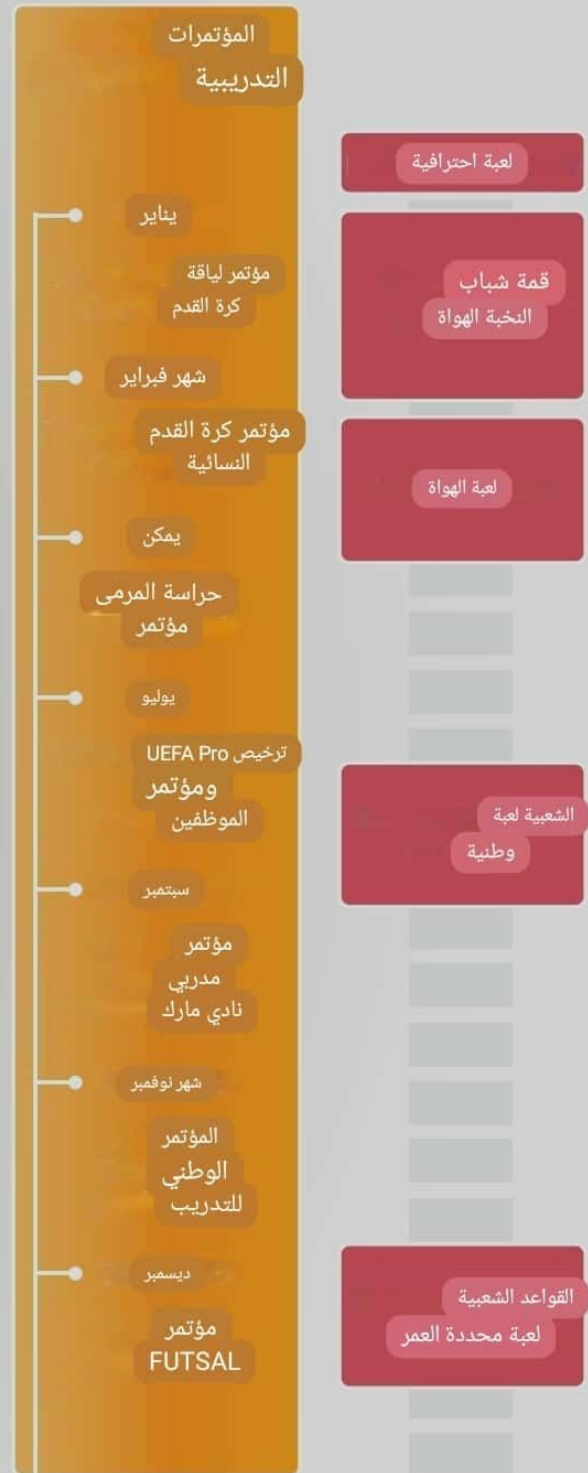 المؤتمرات
التدريبية
يناير
مؤتمر لياقة
كرة القدم
شهر فبراير
مؤتمر كرة القدم
النسائية
يمكن
حراسة المرمى
مؤتمر
يوليو
ترخيص UEFA Pro
ومؤتمر
الموظفين
سبتمبر
مؤتمر
مدربي
نادي مارك
شهر نوفمبر
المؤتمر
الوطني
للتدريب
ديسمبر
مؤتمر
FUTSAL
لعبة احترافية
قمة شباب
النخبة الهواة
لعبة الهواة
الشعبية لعبة
وطنية
القواعد الشعبية
لعبة محددة العمر